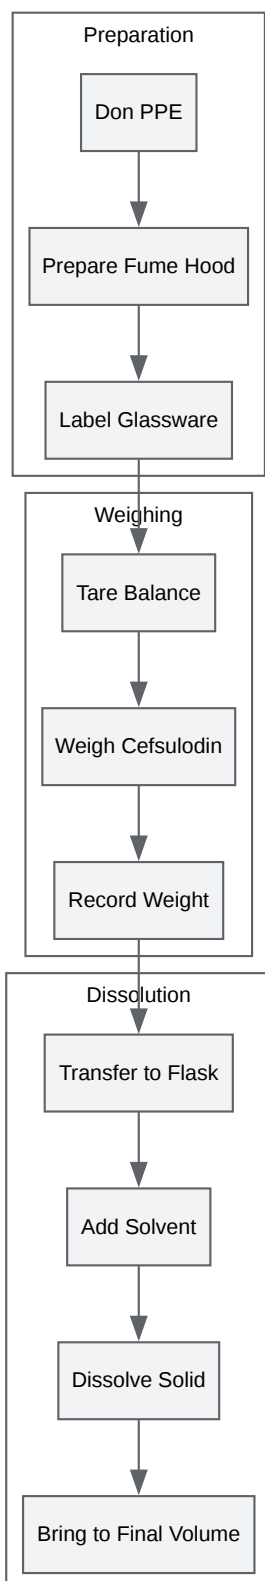 Preparation
Don PPE
Prepare Fume Hood
Label Glassware
Weighing
Tare Balance
Weigh Cefsulodin
Record Weight
Dissolution
Transfer to Flask
Add Solvent
Dissolve Solid
Bring to Final Volume